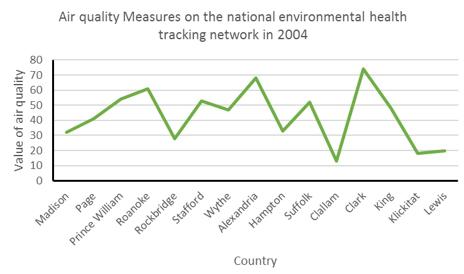 Air quality Measures on the national environmental health
tracking network in 2004
Value of air quality
80
70
60
50
40
30
20
10
0
Madison
Page
Prince William
Roanoke
Rockbridge
Stafford
Wythe
Alexandria
Hampton
Suffolk
Clallam
Clark
King
Klickitat
Lewis
Country